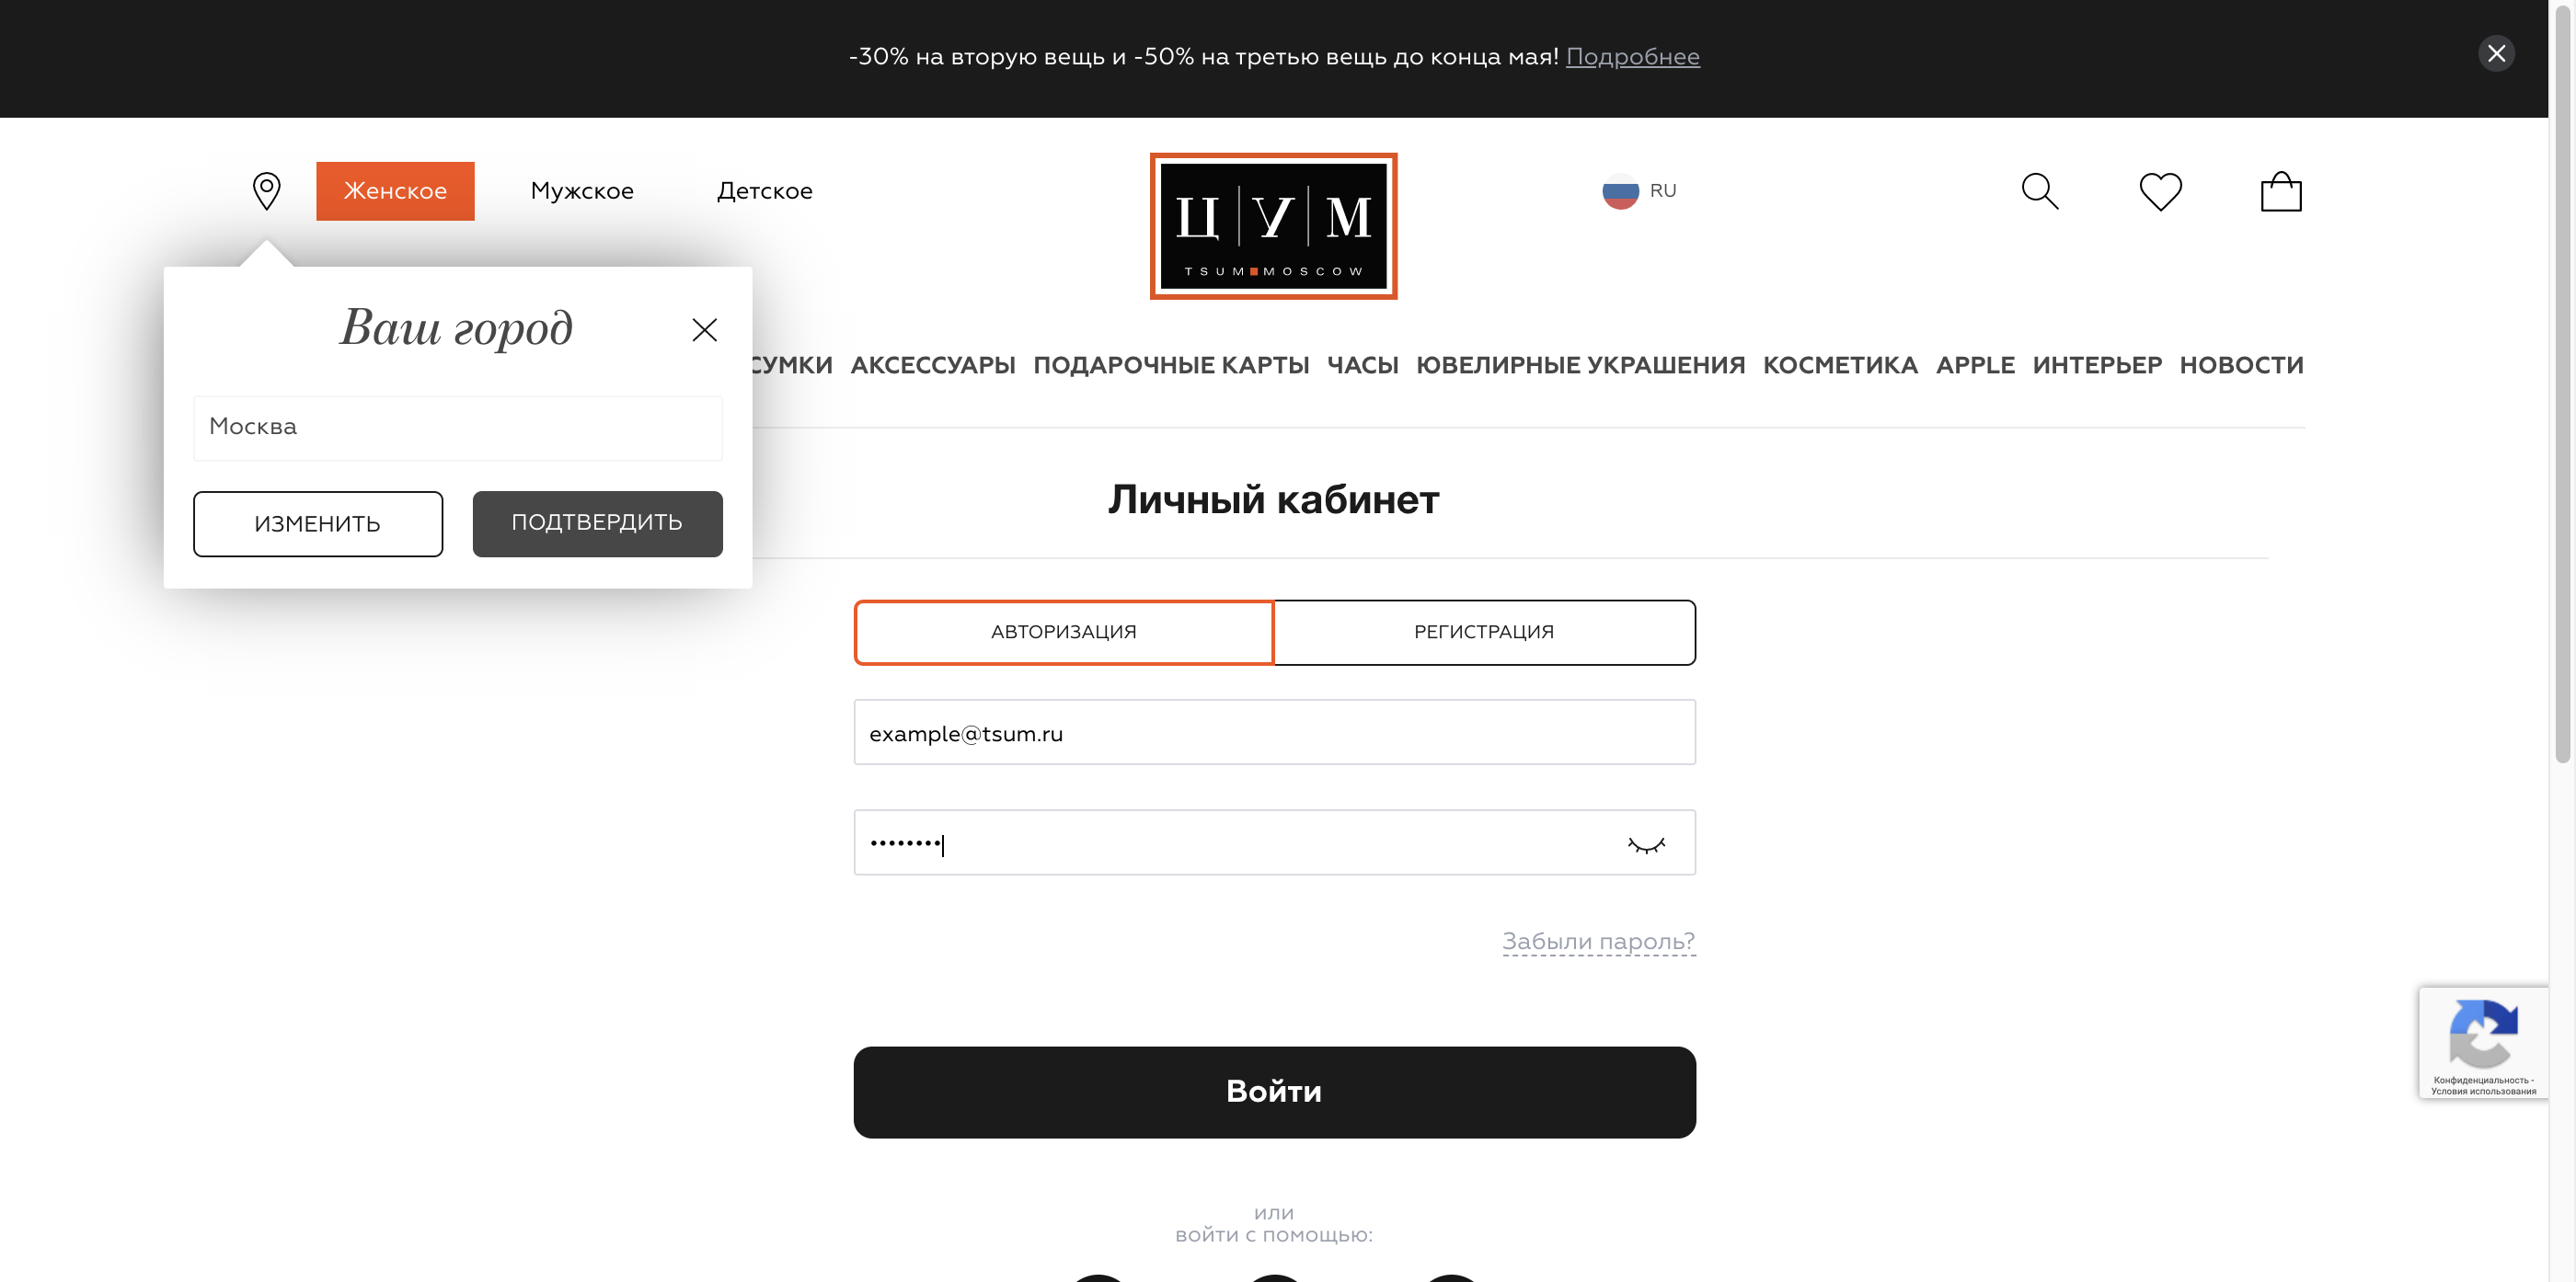 -30% на вторую вещь и -50% на третью вещь до конца мая! Подробнее
Женское Мужское Детское
Ц У М
TSUM MOSCOW
RU
Ваш город
Москва
ИЗМЕНИТЬ ПОДТВЕРДИТЬ
СУМКИ АКСЕССУАРЫ ПОДАРОЧНЫЕ КАРТЫ ЧАСЫ ЮВЕЛИРНЫЕ УКРАШЕНИЯ КОСМЕТИКА APPLE ИНТЕРЬЕР НОВОСТИ
Личный кабинет
АВТОРИЗАЦИЯ РЕГИСТРАЦИЯ
example@tsum.ru
••••••••
Забыли пароль?
Войти
или
войти с помощью:
Конфиденциальность -
Условия использования